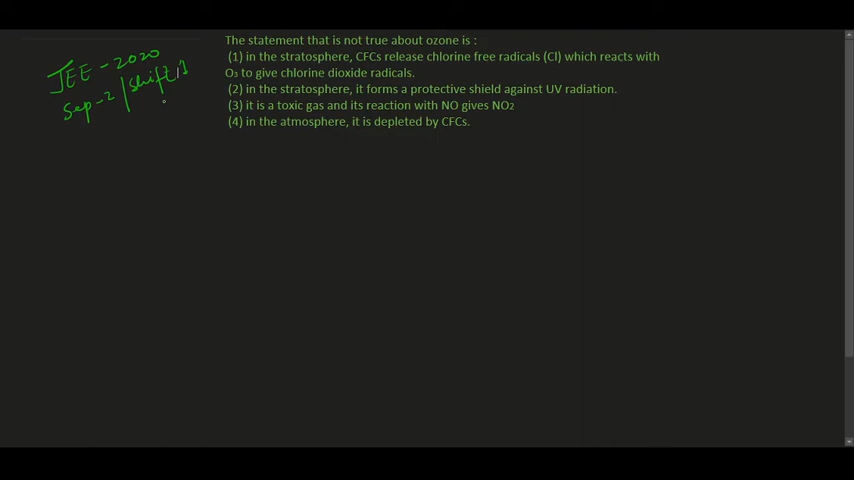 JEE - 2020
Sep-2 | Shift 1
The statement that is not true about ozone is :
(1) in the stratosphere, CFCs release chlorine free radicals (Cl) which reacts with
O₃ to give chlorine dioxide radicals.
(2) in the stratosphere, it forms a protective shield against UV radiation.
(3) it is a toxic gas and its reaction with NO gives NO₂
(4) in the atmosphere, it is depleted by CFCs.